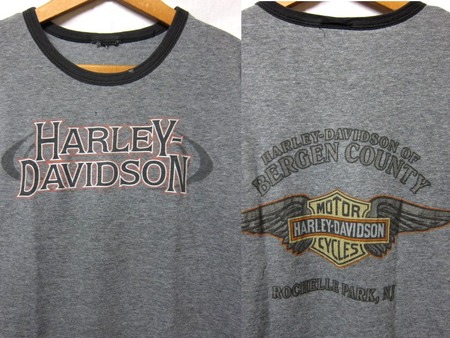 HARLEY-
DAVIDSON
HARLEY-DAVIDSON OF
BERGEN COUNTY
MOTOR
HARLEY-DAVIDSON
CYCLES
ROCHELLE PARK, NJ